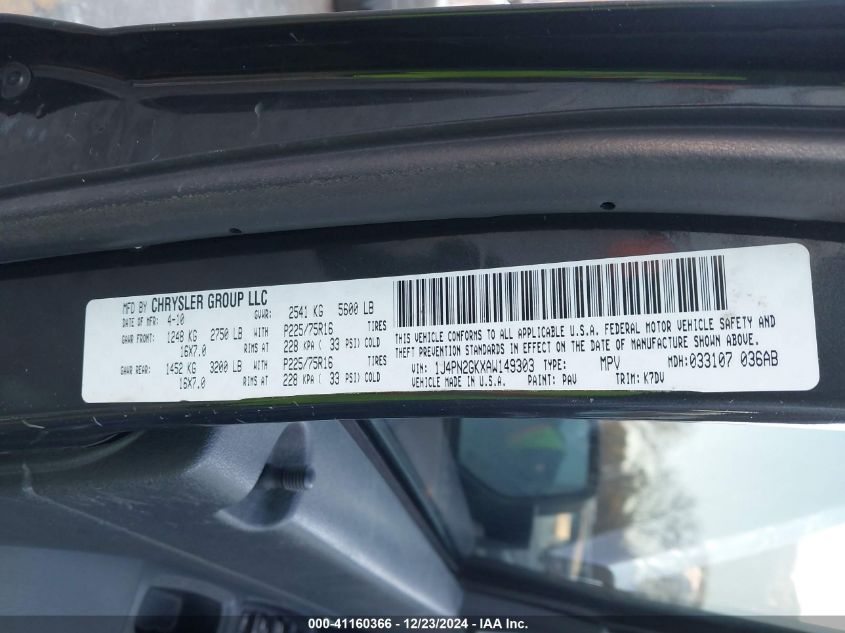 MFD BY CHRYSLER GROUP LLC
DATE OF MFR: 4-10 GVWR: 2541 KG 5600 LB
GAWR FRONT: 1248 KG 2750 LB WITH P225/75R16 TIRES
16X7.0 RIMS AT 228 KPA ( 33 PSI) COLD
GAWR REAR: 1452 KG 3200 LB WITH P225/75R16 TIRES
16X7.0 RIMS AT 228 KPA ( 33 PSI) COLD
THIS VEHICLE CONFORMS TO ALL APPLICABLE U.S.A. FEDERAL MOTOR VEHICLE SAFETY AND
THEFT PREVENTION STANDARDS IN EFFECT ON THE DATE OF MANUFACTURE SHOWN ABOVE.
VIN: 1J4PN2GKXAW149303 TYPE: MPV MDH: 033107 036AB
VEHICLE MADE IN U.S.A. PAINT: PAV TRIM: K7DV
000-41160366 - 12/23/2024 - IAA Inc.